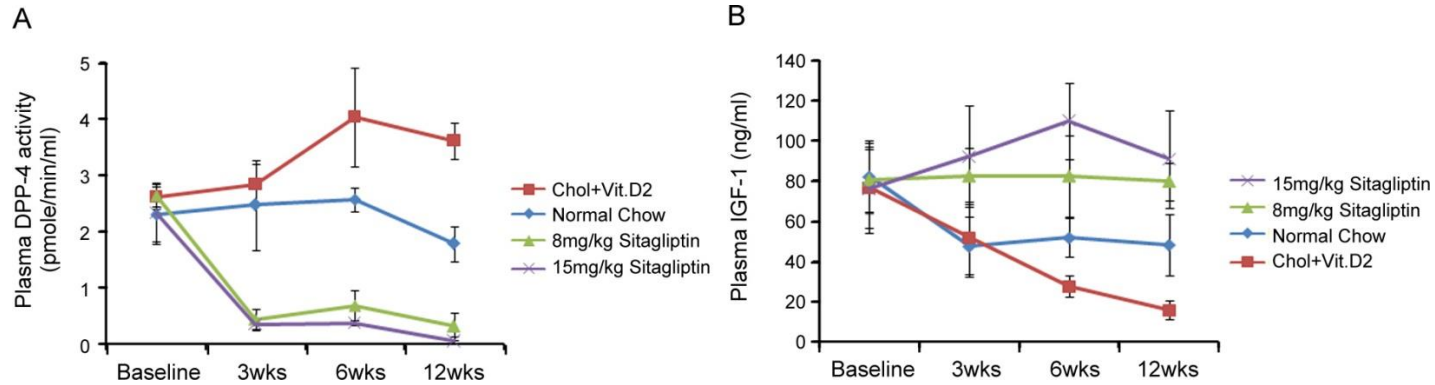 A
Plasma DPP-4 activity
(pmole/min/ml)
5
4
3
2
1
0
Baseline 3wks 6wks 12wks
Chol+Vit.D2
Normal Chow
8mg/kg Sitagliptin
15mg/kg Sitagliptin
B
Plasma IGF-1 (ng/ml)
140
120
100
80
60
40
20
0
Baseline 3wks 6wks 12wks
15mg/kg Sitagliptin
8mg/kg Sitagliptin
Normal Chow
Chol+Vit.D2